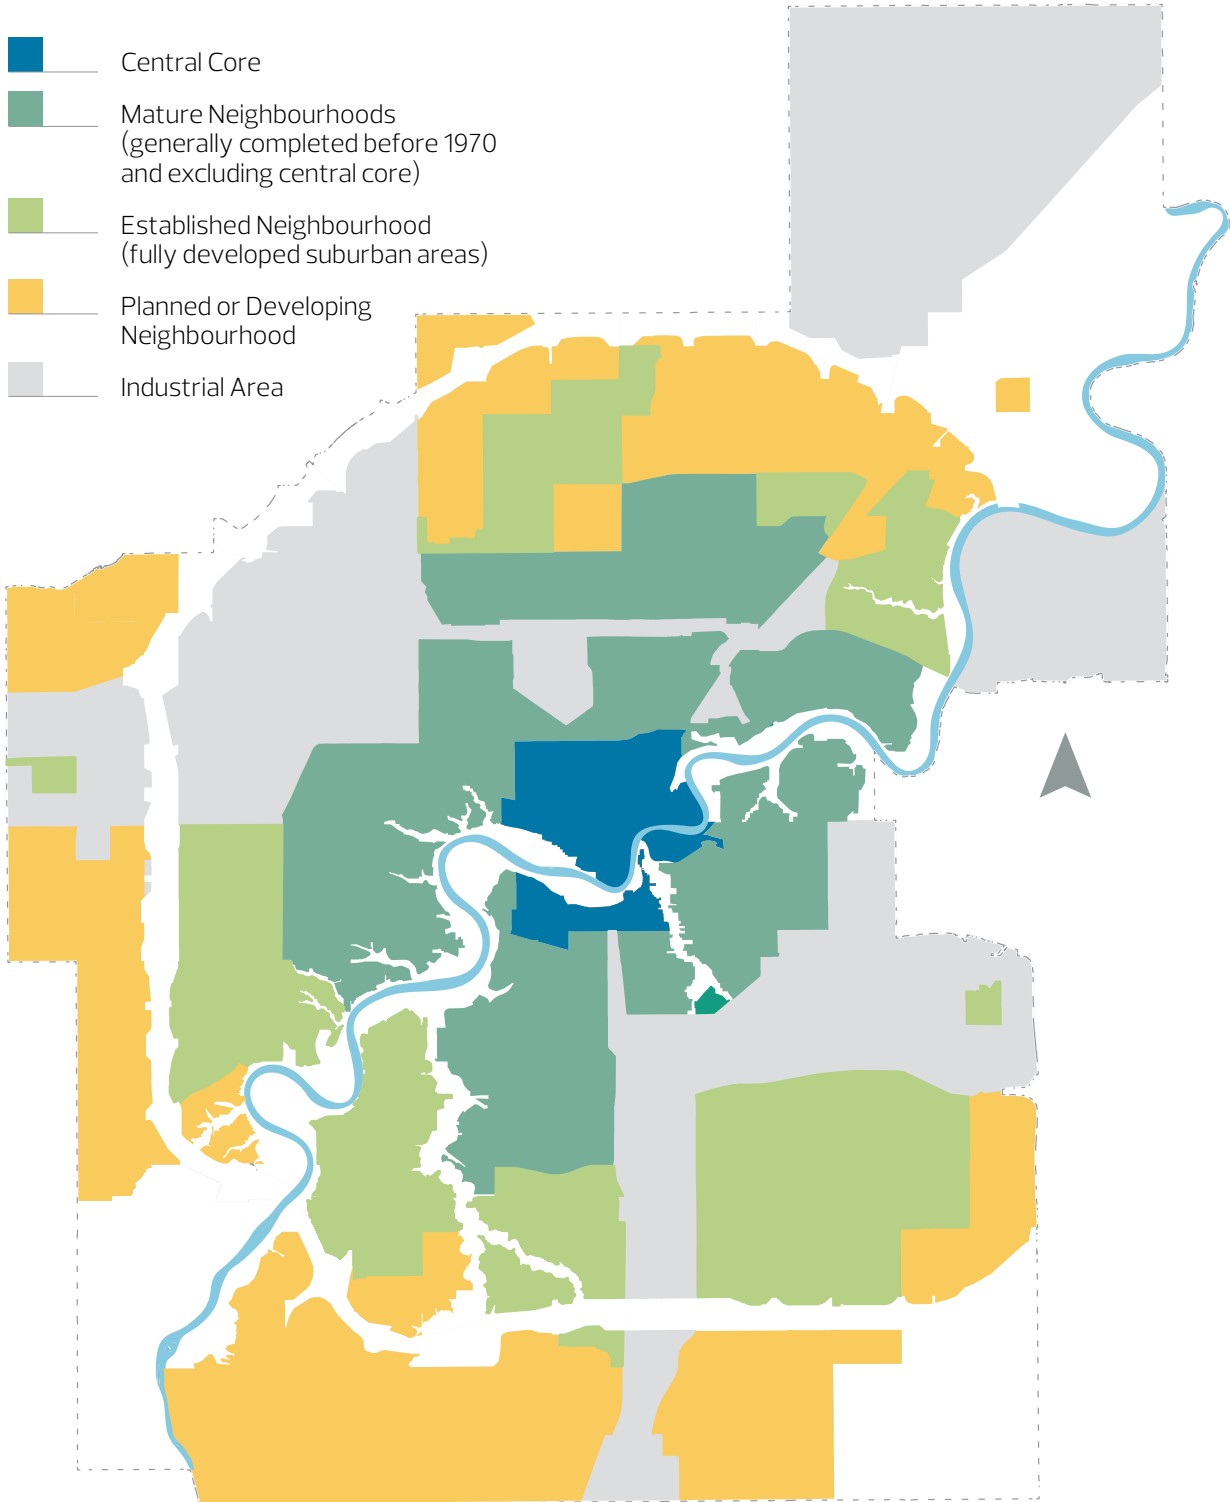 Central Core
Mature Neighbourhoods
(generally completed before 1970
and excluding central core)
Established Neighbourhood
(fully developed suburban areas)
Planned or Developing
Neighbourhood
Industrial Area